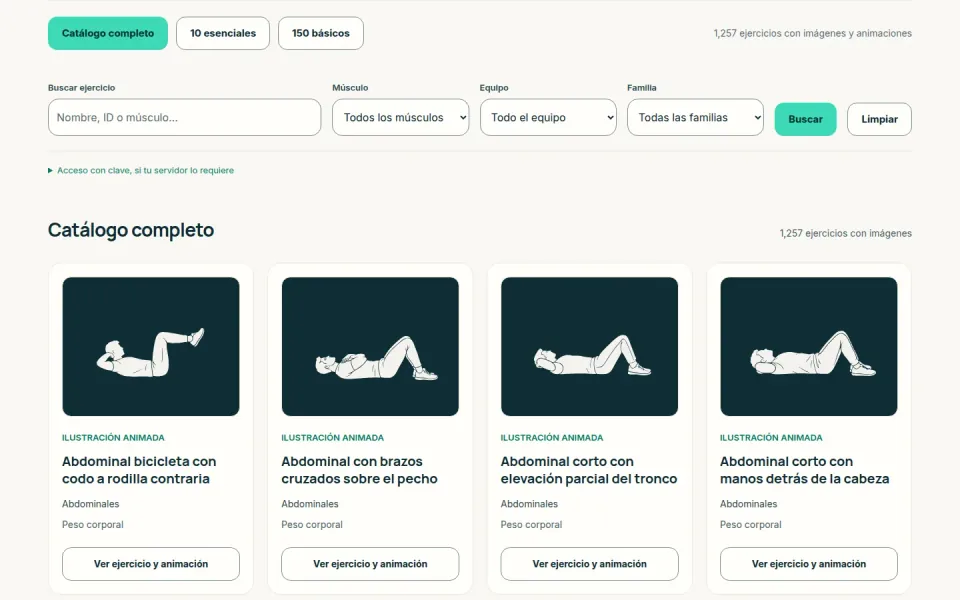 Catálogo completo
10 esenciales
150 básicos
1,257 ejercicios con imágenes y animaciones
Buscar ejercicio
Músculo
Equipo
Familia
Nombre, ID o músculo...
Todos los músculos
Todo el equipo
Todas las familias
Buscar
Limpiar
Acceso con clave, si tu servidor lo requiere
Catálogo completo
1,257 ejercicios con imágenes
ILUSTRACIÓN ANIMADA
Abdominal bicicleta con
codo a rodilla contraria
Abdominales
Peso corporal
Ver ejercicio y animación
ILUSTRACIÓN ANIMADA
Abdominal con brazos
cruzados sobre el pecho
Abdominales
Peso corporal
Ver ejercicio y animación
ILUSTRACIÓN ANIMADA
Abdominal corto con
elevación parcial del tronco
Abdominales
Peso corporal
Ver ejercicio y animación
ILUSTRACIÓN ANIMADA
Abdominal corto con
manos detrás de la cabeza
Abdominales
Peso corporal
Ver ejercicio y animación